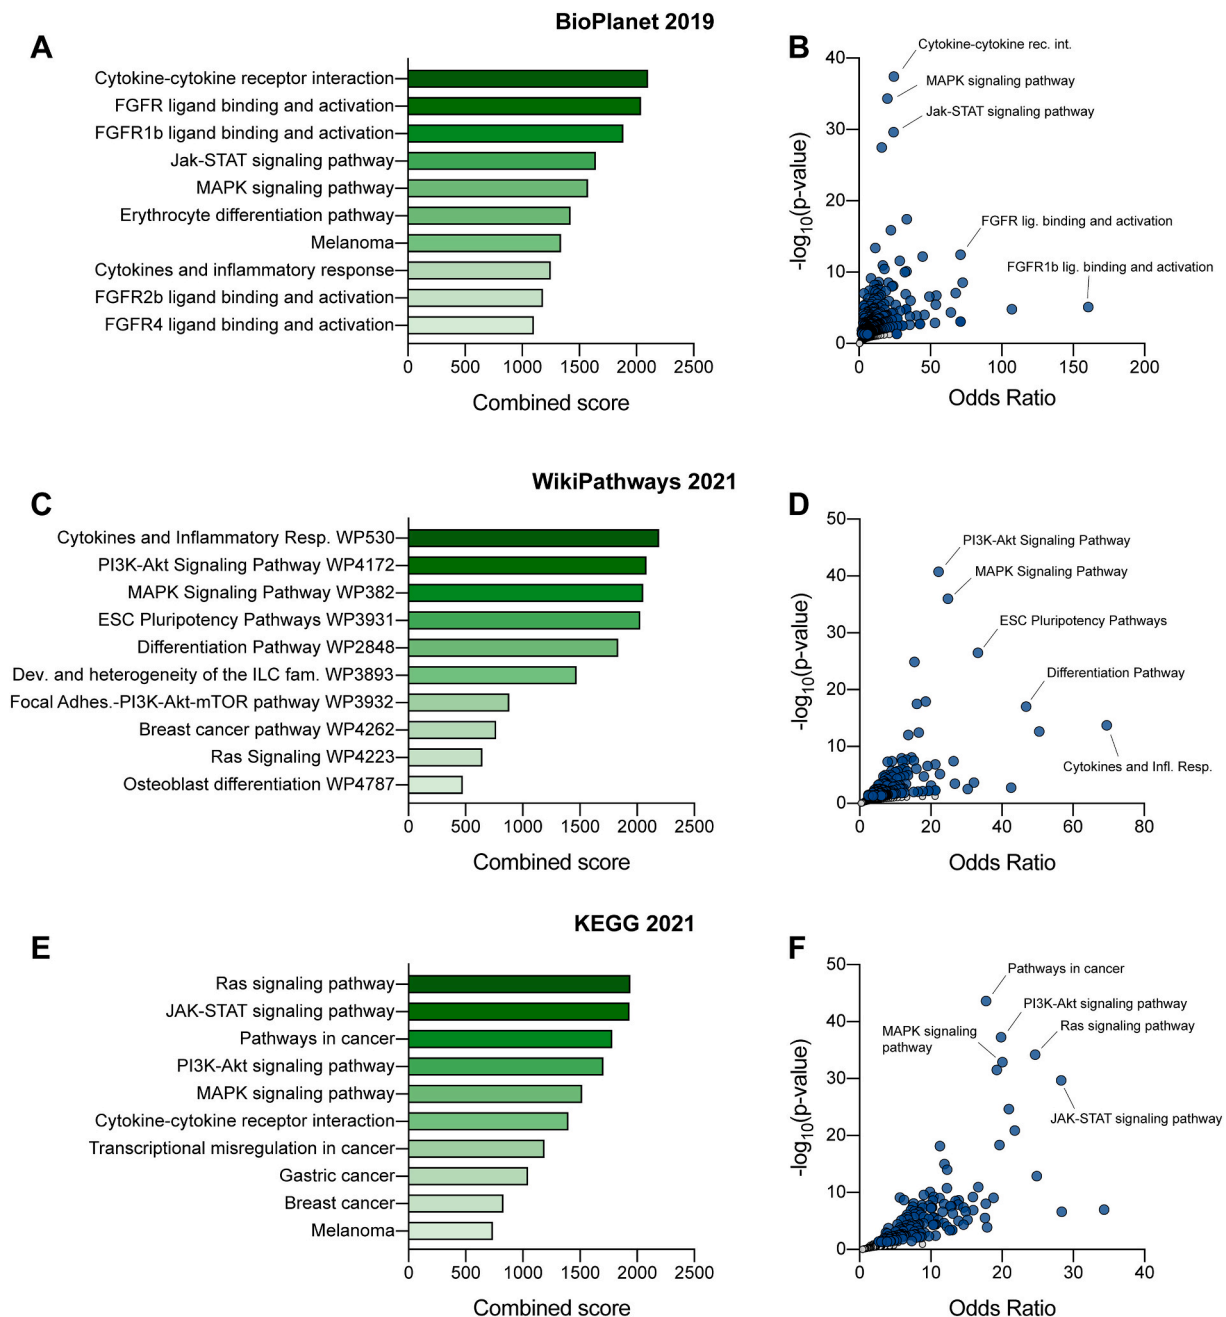 BioPlanet 2019
A
Cytokine-cytokine receptor interaction
FGFR ligand binding and activation
FGFR1b ligand binding and activation
Jak-STAT signaling pathway
MAPK signaling pathway
Erythrocyte differentiation pathway
Melanoma
Cytokines and inflammatory response
FGFR2b ligand binding and activation
FGFR4 ligand binding and activation
0 500 1000 1500 2000 2500
Combined score
B
Cytokine-cytokine rec. int.
MAPK signaling pathway
Jak-STAT signaling pathway
FGFR lig. binding and activation
FGFR1b lig. binding and activation
40
30
20
10
0
-log10(p-value)
0 50 100 150 200
Odds Ratio
WikiPathways 2021
C
Cytokines and Inflammatory Resp. WP530
PI3K-Akt Signaling Pathway WP4172
MAPK Signaling Pathway WP382
ESC Pluripotency Pathways WP3931
Differentiation Pathway WP2848
Dev. and heterogeneity of the ILC fam. WP3893
Focal Adhes.-PI3K-Akt-mTOR pathway WP3932
Breast cancer pathway WP4262
Ras Signaling WP4223
Osteoblast differentiation WP4787
0 500 1000 1500 2000 2500
Combined score
D
PI3K-Akt Signaling Pathway
MAPK Signaling Pathway
ESC Pluripotency Pathways
Differentiation Pathway
Cytokines and Infl. Resp.
50
40
30
20
10
0
-log10(p-value)
0 20 40 60 80
Odds Ratio
KEGG 2021
E
Ras signaling pathway
JAK-STAT signaling pathway
Pathways in cancer
PI3K-Akt signaling pathway
MAPK signaling pathway
Cytokine-cytokine receptor interaction
Transcriptional misregulation in cancer
Gastric cancer
Breast cancer
Melanoma
0 500 1000 1500 2000 2500
Combined score
F
Pathways in cancer
PI3K-Akt signaling pathway
Ras signaling pathway
MAPK signaling
pathway
JAK-STAT signaling pathway
50
40
30
20
10
0
-log10(p-value)
0 10 20 30 40
Odds Ratio